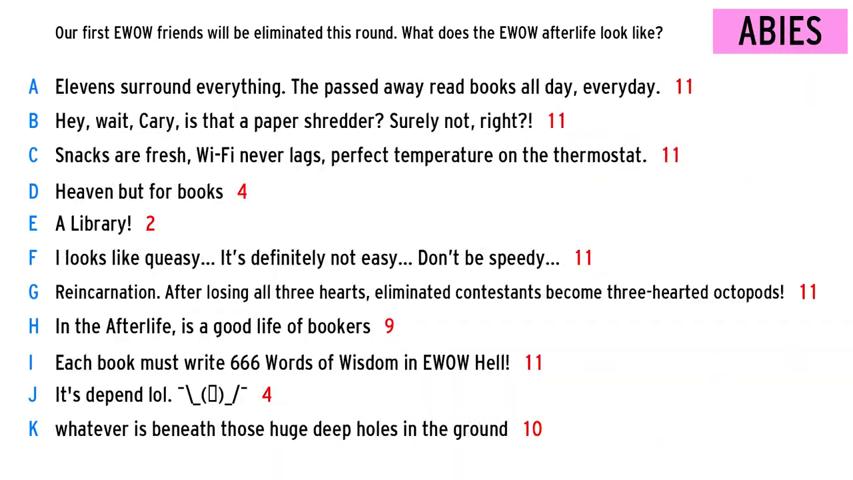 Our first EWOW friends will be eliminated this round. What does the EWOW afterlife look like?
ABIES
A Elevens surround everything. The passed away read books all day, everyday. 11
B Hey, wait, Cary, is that a paper shredder? Surely not, right?! 11
C Snacks are fresh, Wi-Fi never lags, perfect temperature on the thermostat. 11
D Heaven but for books 4
E A Library! 2
F I looks like queasy... It's definitely not easy... Don't be speedy... 11
G Reincarnation. After losing all three hearts, eliminated contestants become three-hearted octopods! 11
H In the Afterlife, is a good life of bookers 9
I Each book must write 666 Words of Wisdom in EWOW Hell! 11
J It's depend lol. ¯\_(▯)_/¯ 4
K whatever is beneath those huge deep holes in the ground 10